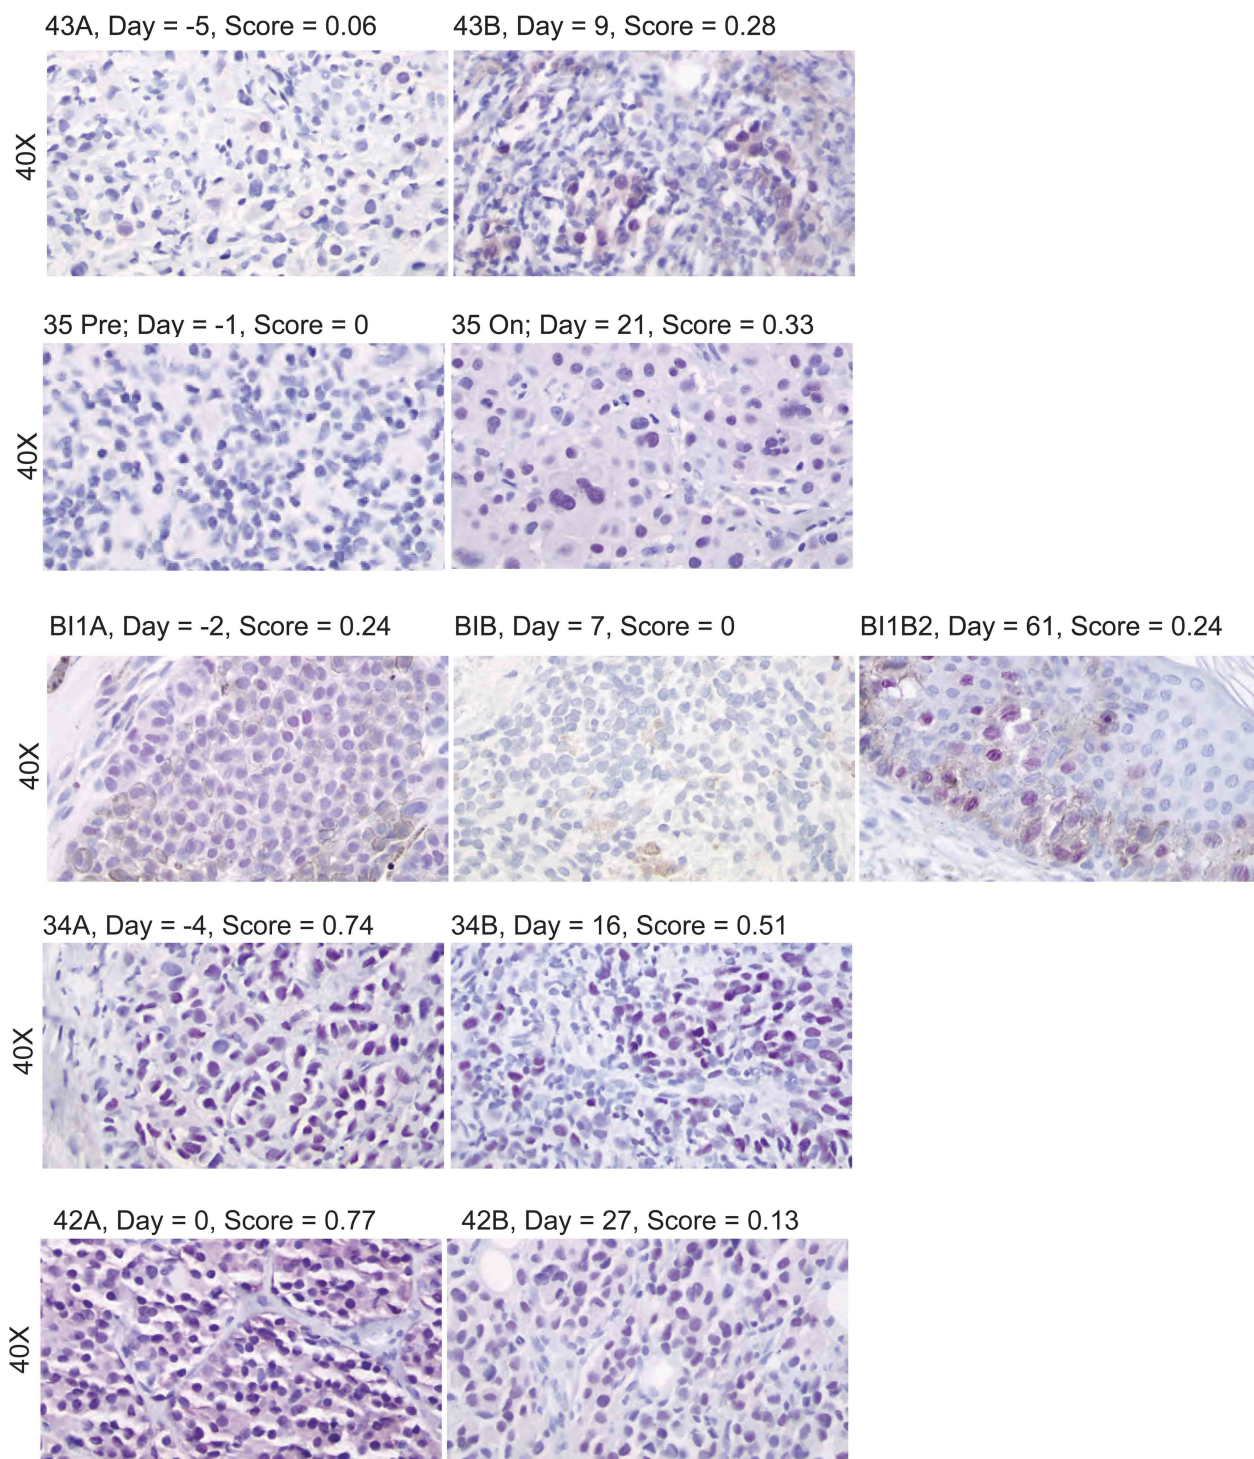 43A, Day = -5, Score = 0.06
43B, Day = 9, Score = 0.28
40X
35 Pre; Day = -1, Score = 0
35 On; Day = 21, Score = 0.33
40X
BI1A, Day = -2, Score = 0.24
BIB, Day = 7, Score = 0
BI1B2, Day = 61, Score = 0.24
40X
34A, Day = -4, Score = 0.74
34B, Day = 16, Score = 0.51
40X
42A, Day = 0, Score = 0.77
42B, Day = 27, Score = 0.13
40X